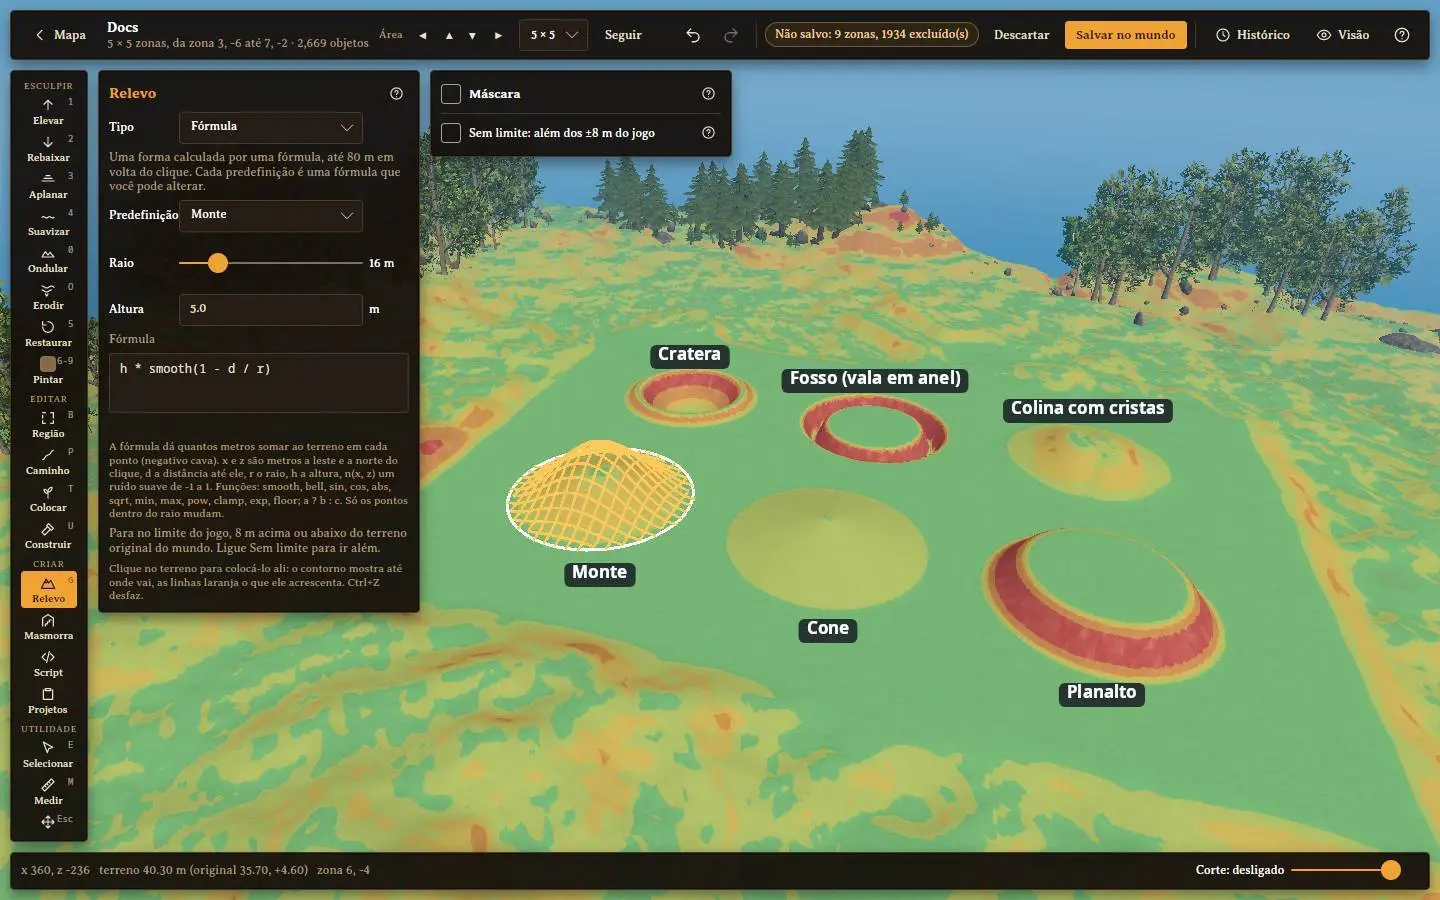 Mapa
Docs
5 × 5 zonas, da zona 3, -6 até 7, -2 · 2,669 objetos
Área
5 × 5
Seguir
Não salvo: 9 zonas, 1934 excluído(s)
Descartar
Salvar no mundo
Histórico
Visão
ESCULPIR
1
Elevar
2
Rebaixar
3
Aplanar
4
Suavizar
0
Ondular
O
Erodir
5
Restaurar
6-9
Pintar
EDITAR
B
Região
P
Caminho
T
Colocar
U
Construir
CRIAR
G
Relevo
Masmorra
Script
Projetos
UTILIDADE
E
Selecionar
M
Medir
Esc
Relevo
Tipo
Fórmula
Uma forma calculada por uma fórmula, até 80 m em
volta do clique. Cada predefinição é uma fórmula que
você pode alterar.
Predefinição
Monte
Raio
16 m
Altura
5.0
m
Fórmula
h * smooth(1 - d / r)
A fórmula dá quantos metros somar ao terreno em cada
ponto (negativo cava). x e z são metros a leste e a norte do
clique, d a distância até ele, r o raio, h a altura, n(x, z) um
ruído suave de -1 a 1. Funções: smooth, bell, sin, cos, abs,
sqrt, min, max, pow, clamp, exp, floor; a ? b : c. Só os pontos
dentro do raio mudam.
Para no limite do jogo, 8 m acima ou abaixo do terreno
original do mundo. Ligue Sem limite para ir além.
Clique no terreno para colocá-lo ali: o contorno mostra até
onde vai, as linhas laranja o que ele acrescenta. Ctrl+Z
desfaz.
Máscara
Sem limite: além dos ±8 m do jogo
Cratera
Fosso (vala em anel)
Colina com cristas
Monte
Cone
Planalto
x 360, z -236 terreno 40.30 m (original 35.70, +4.60) zona 6, -4
Corte: desligado